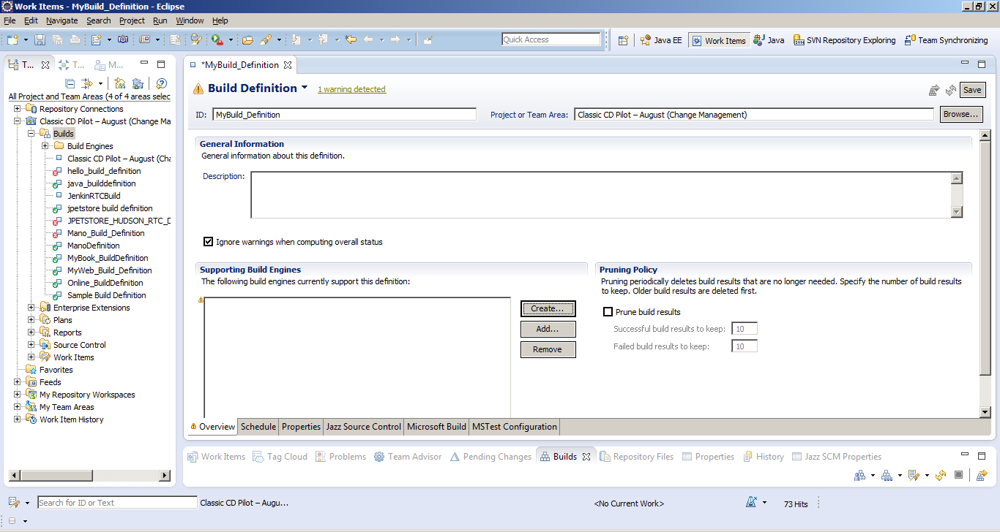 Work Items - MyBuild_Definition - Eclipse
File Edit Navigate Search Project Run Window Help
Quick Access
Java EE
Work Items
Java
SVN Repository Exploring
Team Synchronizing
T...
T...
M...
All Project and Team Areas (4 of 4 areas selec
Repository Connections
Classic CD Pilot – August (Change Ma
Builds
Build Engines
Classic CD Pilot – August (Cha
hello_build_definition
java_builddefinition
JenkinRTCBuild
jpetstore build definition
JPETSTORE_HUDSON_RTC_D
Mano_Build_Definition
ManoDefinition
MyBook_BuildDefinition
MyWeb_Build_Definition
Online_BuildDefinition
Sample Build Definition
Enterprise Extensions
Plans
Reports
Source Control
Work Items
Favorites
Feeds
My Repository Workspaces
My Team Areas
Work Item History
*MyBuild_Definition
Build Definition
1 warning detected
Save
ID: MyBuild_Definition
Project or Team Area: Classic CD Pilot – August (Change Management)
Browse...
General Information
General information about this definition.
Description:
Ignore warnings when computing overall status
Supporting Build Engines
The following build engines currently support this definition:
Create...
Add...
Remove
Pruning Policy
Pruning periodically deletes build results that are no longer needed. Specify the number of build results
to keep. Older build results are deleted first.
Prune build results
Successful build results to keep: 10
Failed build results to keep: 10
Overview Schedule Properties Jazz Source Control Microsoft Build MSTest Configuration
Work Items Tag Cloud Problems Team Advisor Pending Changes Builds Repository Files Properties History Jazz SCM Properties
Search for ID or Text
Classic CD Pilot – Augu...
<No Current Work>
73 Hits